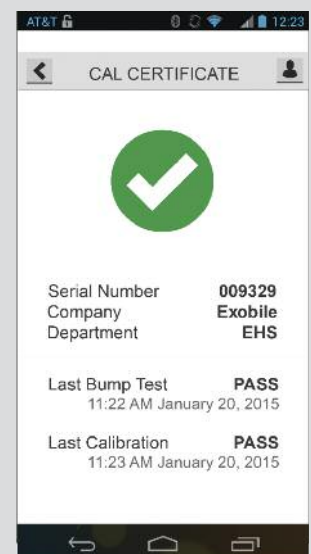 AT&T 12:23
CAL CERTIFICATE
Serial Number 009329
Company Exobile
Department EHS
Last Bump Test PASS
11:22 AM January 20, 2015
Last Calibration PASS
11:23 AM January 20, 2015